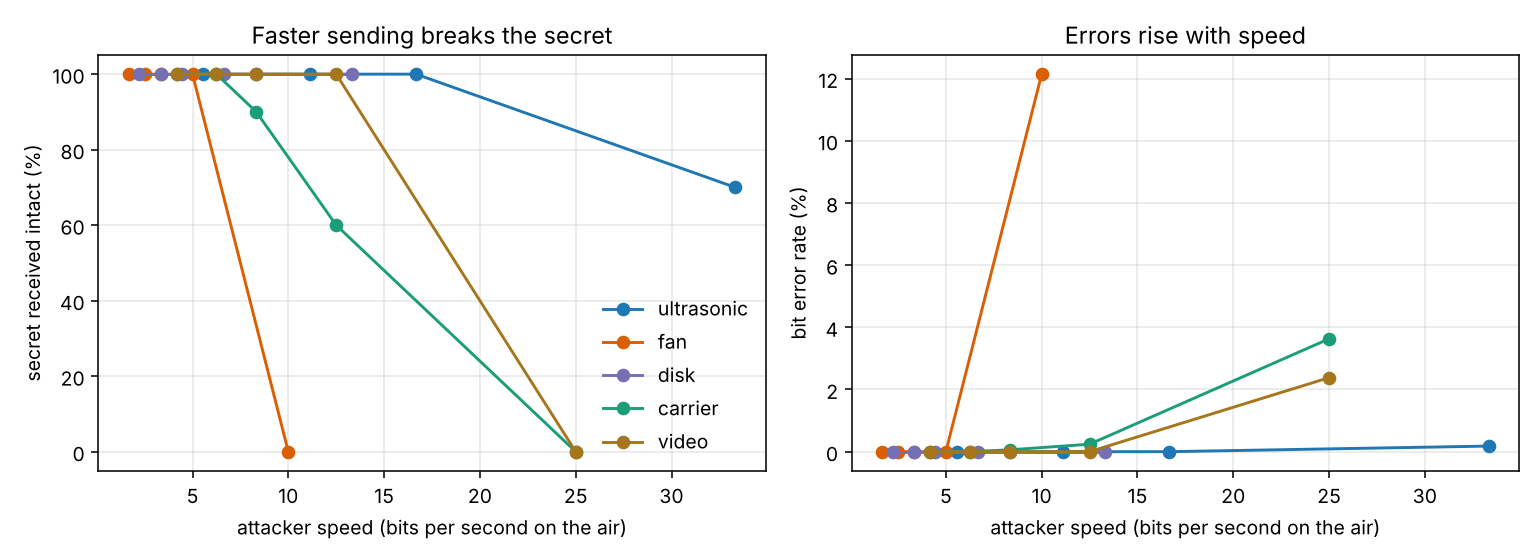 Faster sending breaks the secret
secret received intact (%)
100
80
60
40
20
0
5 10 15 20 25 30
attacker speed (bits per second on the air)
ultrasonic
fan
disk
carrier
video
Errors rise with speed
bit error rate (%)
12
10
8
6
4
2
0
5 10 15 20 25 30
attacker speed (bits per second on the air)